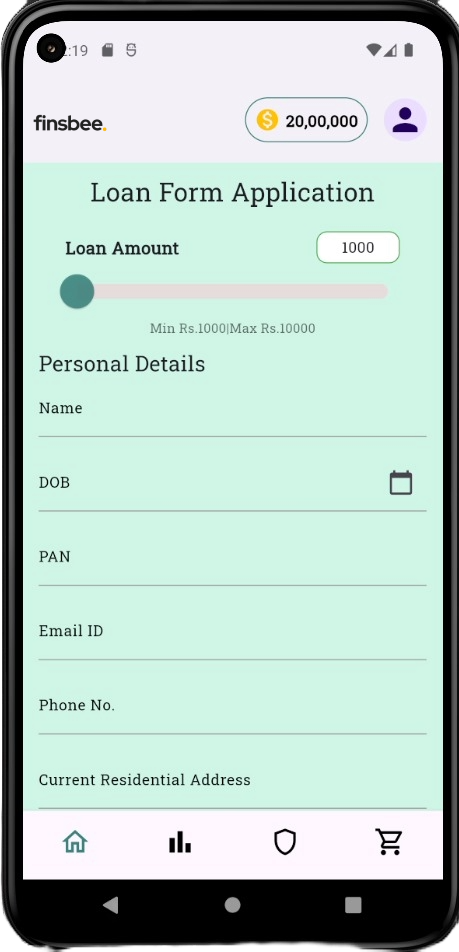 :19
finsbee.
20,00,000
Loan Form Application
Loan Amount
1000
Min Rs.1000|Max Rs.10000
Personal Details
Name
DOB
PAN
Email ID
Phone No.
Current Residential Address